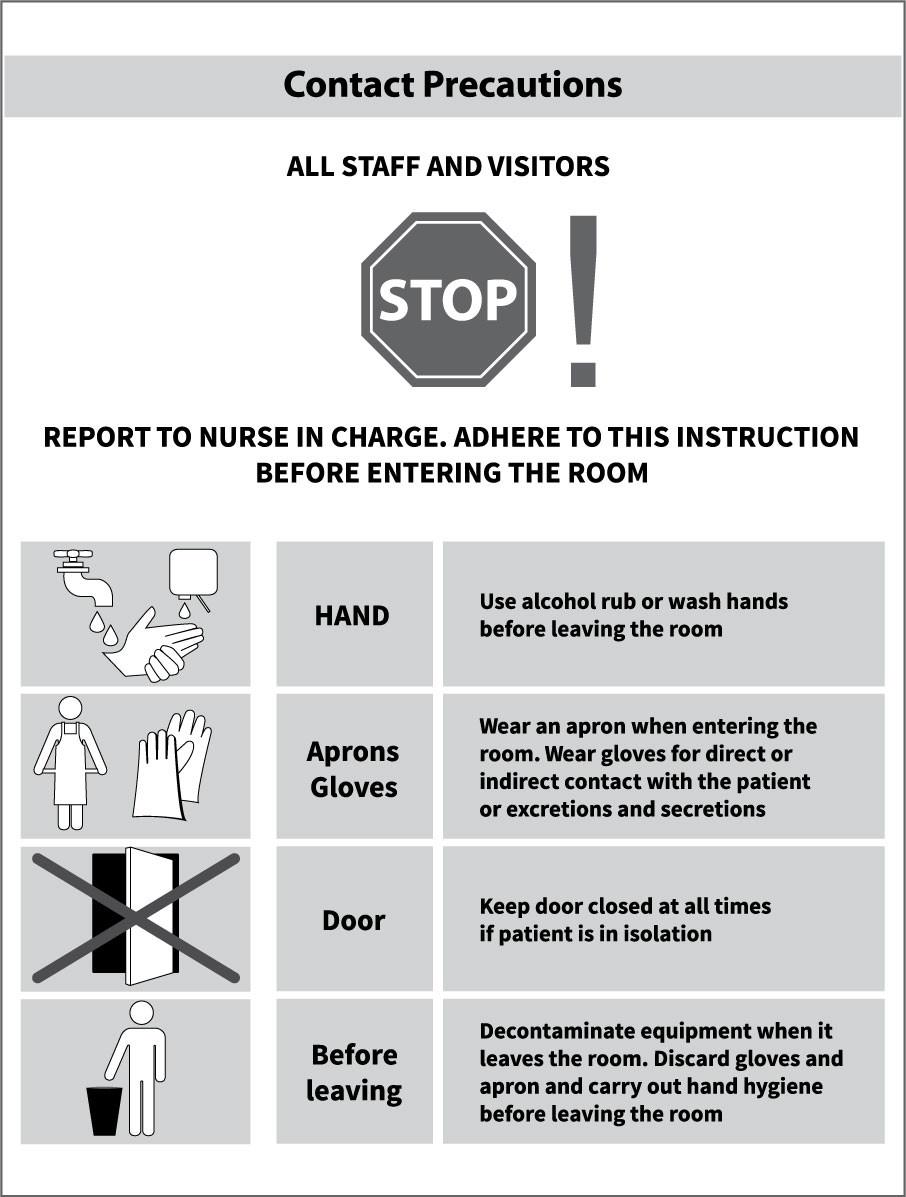 Contact Precautions
ALL STAFF AND VISITORS
STOP !
REPORT TO NURSE IN CHARGE. ADHERE TO THIS INSTRUCTION
BEFORE ENTERING THE ROOM
HAND
Use alcohol rub or wash hands
before leaving the room
Aprons
Gloves
Wear an apron when entering the
room. Wear gloves for direct or
indirect contact with the patient
or excretions and secretions
Door
Keep door closed at all times
if patient is in isolation
Before
leaving
Decontaminate equipment when it
leaves the room. Discard gloves and
apron and carry out hand hygiene
before leaving the room